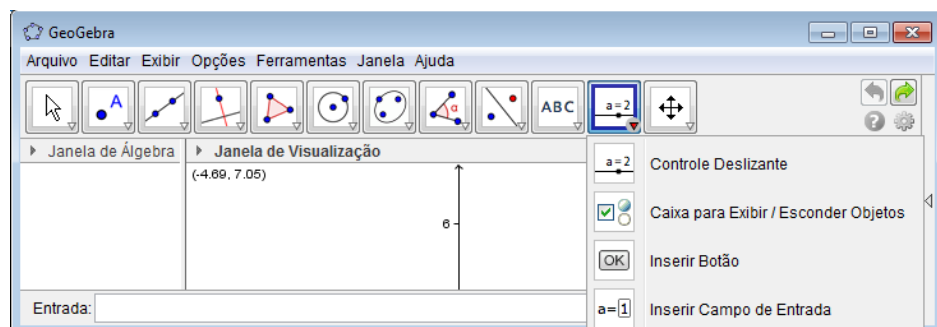 GeoGebra
Arquivo Editar Exibir Opções Ferramentas Janela Ajuda
A
α
ABC
a=2
Janela de Álgebra
Janela de Visualização
(-4.69, 7.05)
6
a=2 Controle Deslizante
Caixa para Exibir / Esconder Objetos
OK Inserir Botão
a=1 Inserir Campo de Entrada
Entrada: